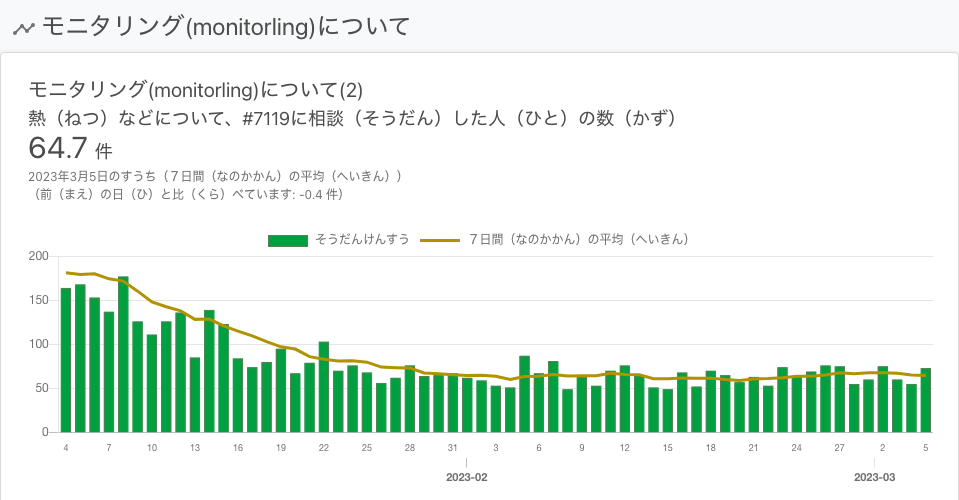 モニタリング(monitorling)について
モニタリング(monitorling)について(2)
熱（ねつ）などについて、#7119に相談（そうだん）した人（ひと）の数（かず）
64.7 件
2023年3月5日のすうち（７日間（なのかかん）の平均（へいきん））
（前（まえ）の日（ひ）と比（くら）べています: -0.4 件）
そうだんけんすう ７日間（なのかかん）の平均（へいきん）
200
150
100
50
0
4 7 10 13 16 19 22 25 28 31 3 6 9 12 15 18 21 24 27 2 5
2023-02 2023-03